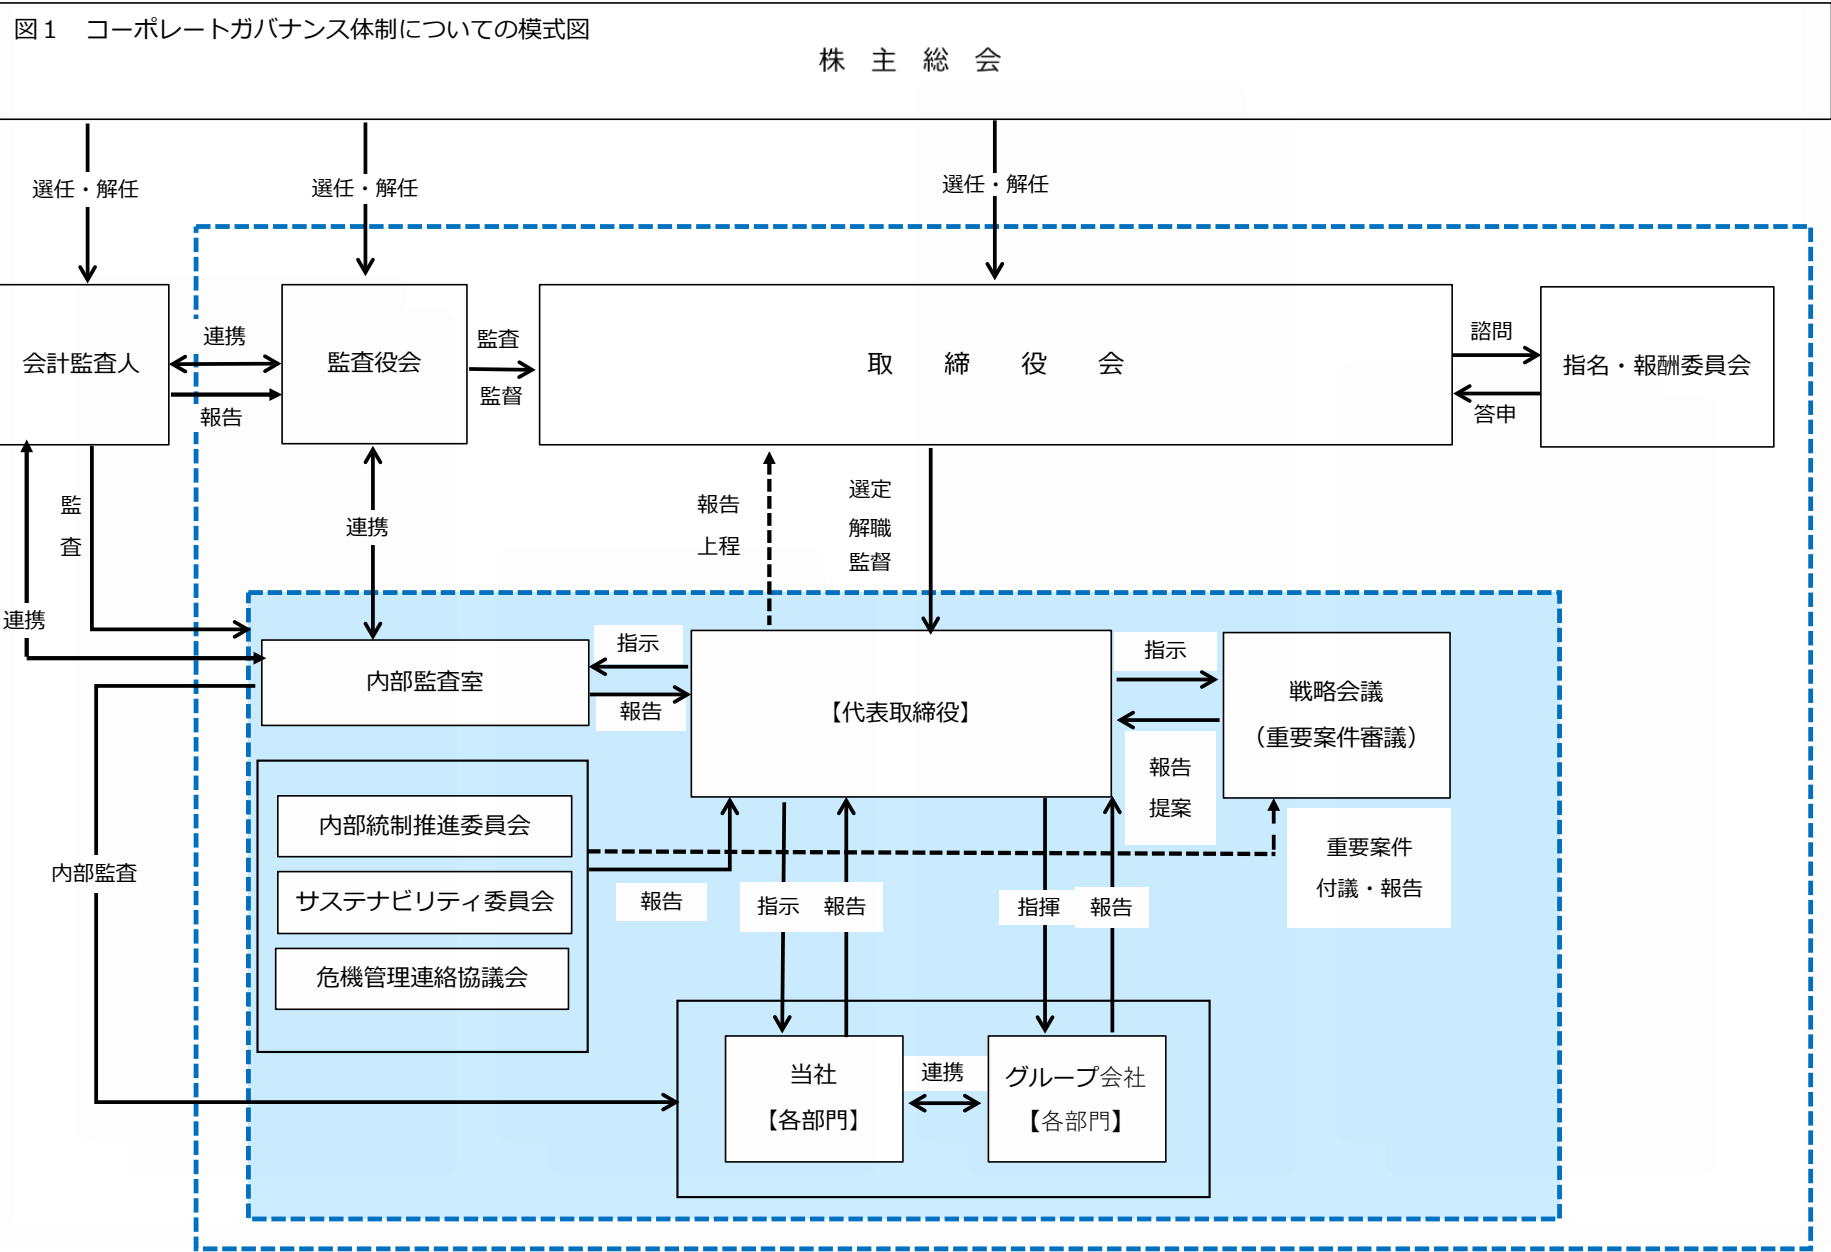 図１　コーポレートガバナンス体制についての模式図
株　主　総　会
選任・解任
選任・解任
選任・解任
会計監査人
連携
報告
監査役会
監査
監督
取　締　役　会
諮問
答申
指名・報酬委員会
監
査
連携
連携
報告
上程
選定
解職
監督
内部監査室
指示
報告
【代表取締役】
指示
報告
提案
戦略会議
（重要案件審議）
内部統制推進委員会
サステナビリティ委員会
危機管理連絡協議会
内部監査
報告
指示
報告
指揮
報告
重要案件
付議・報告
当社
【各部門】
連携
グループ会社
【各部門】